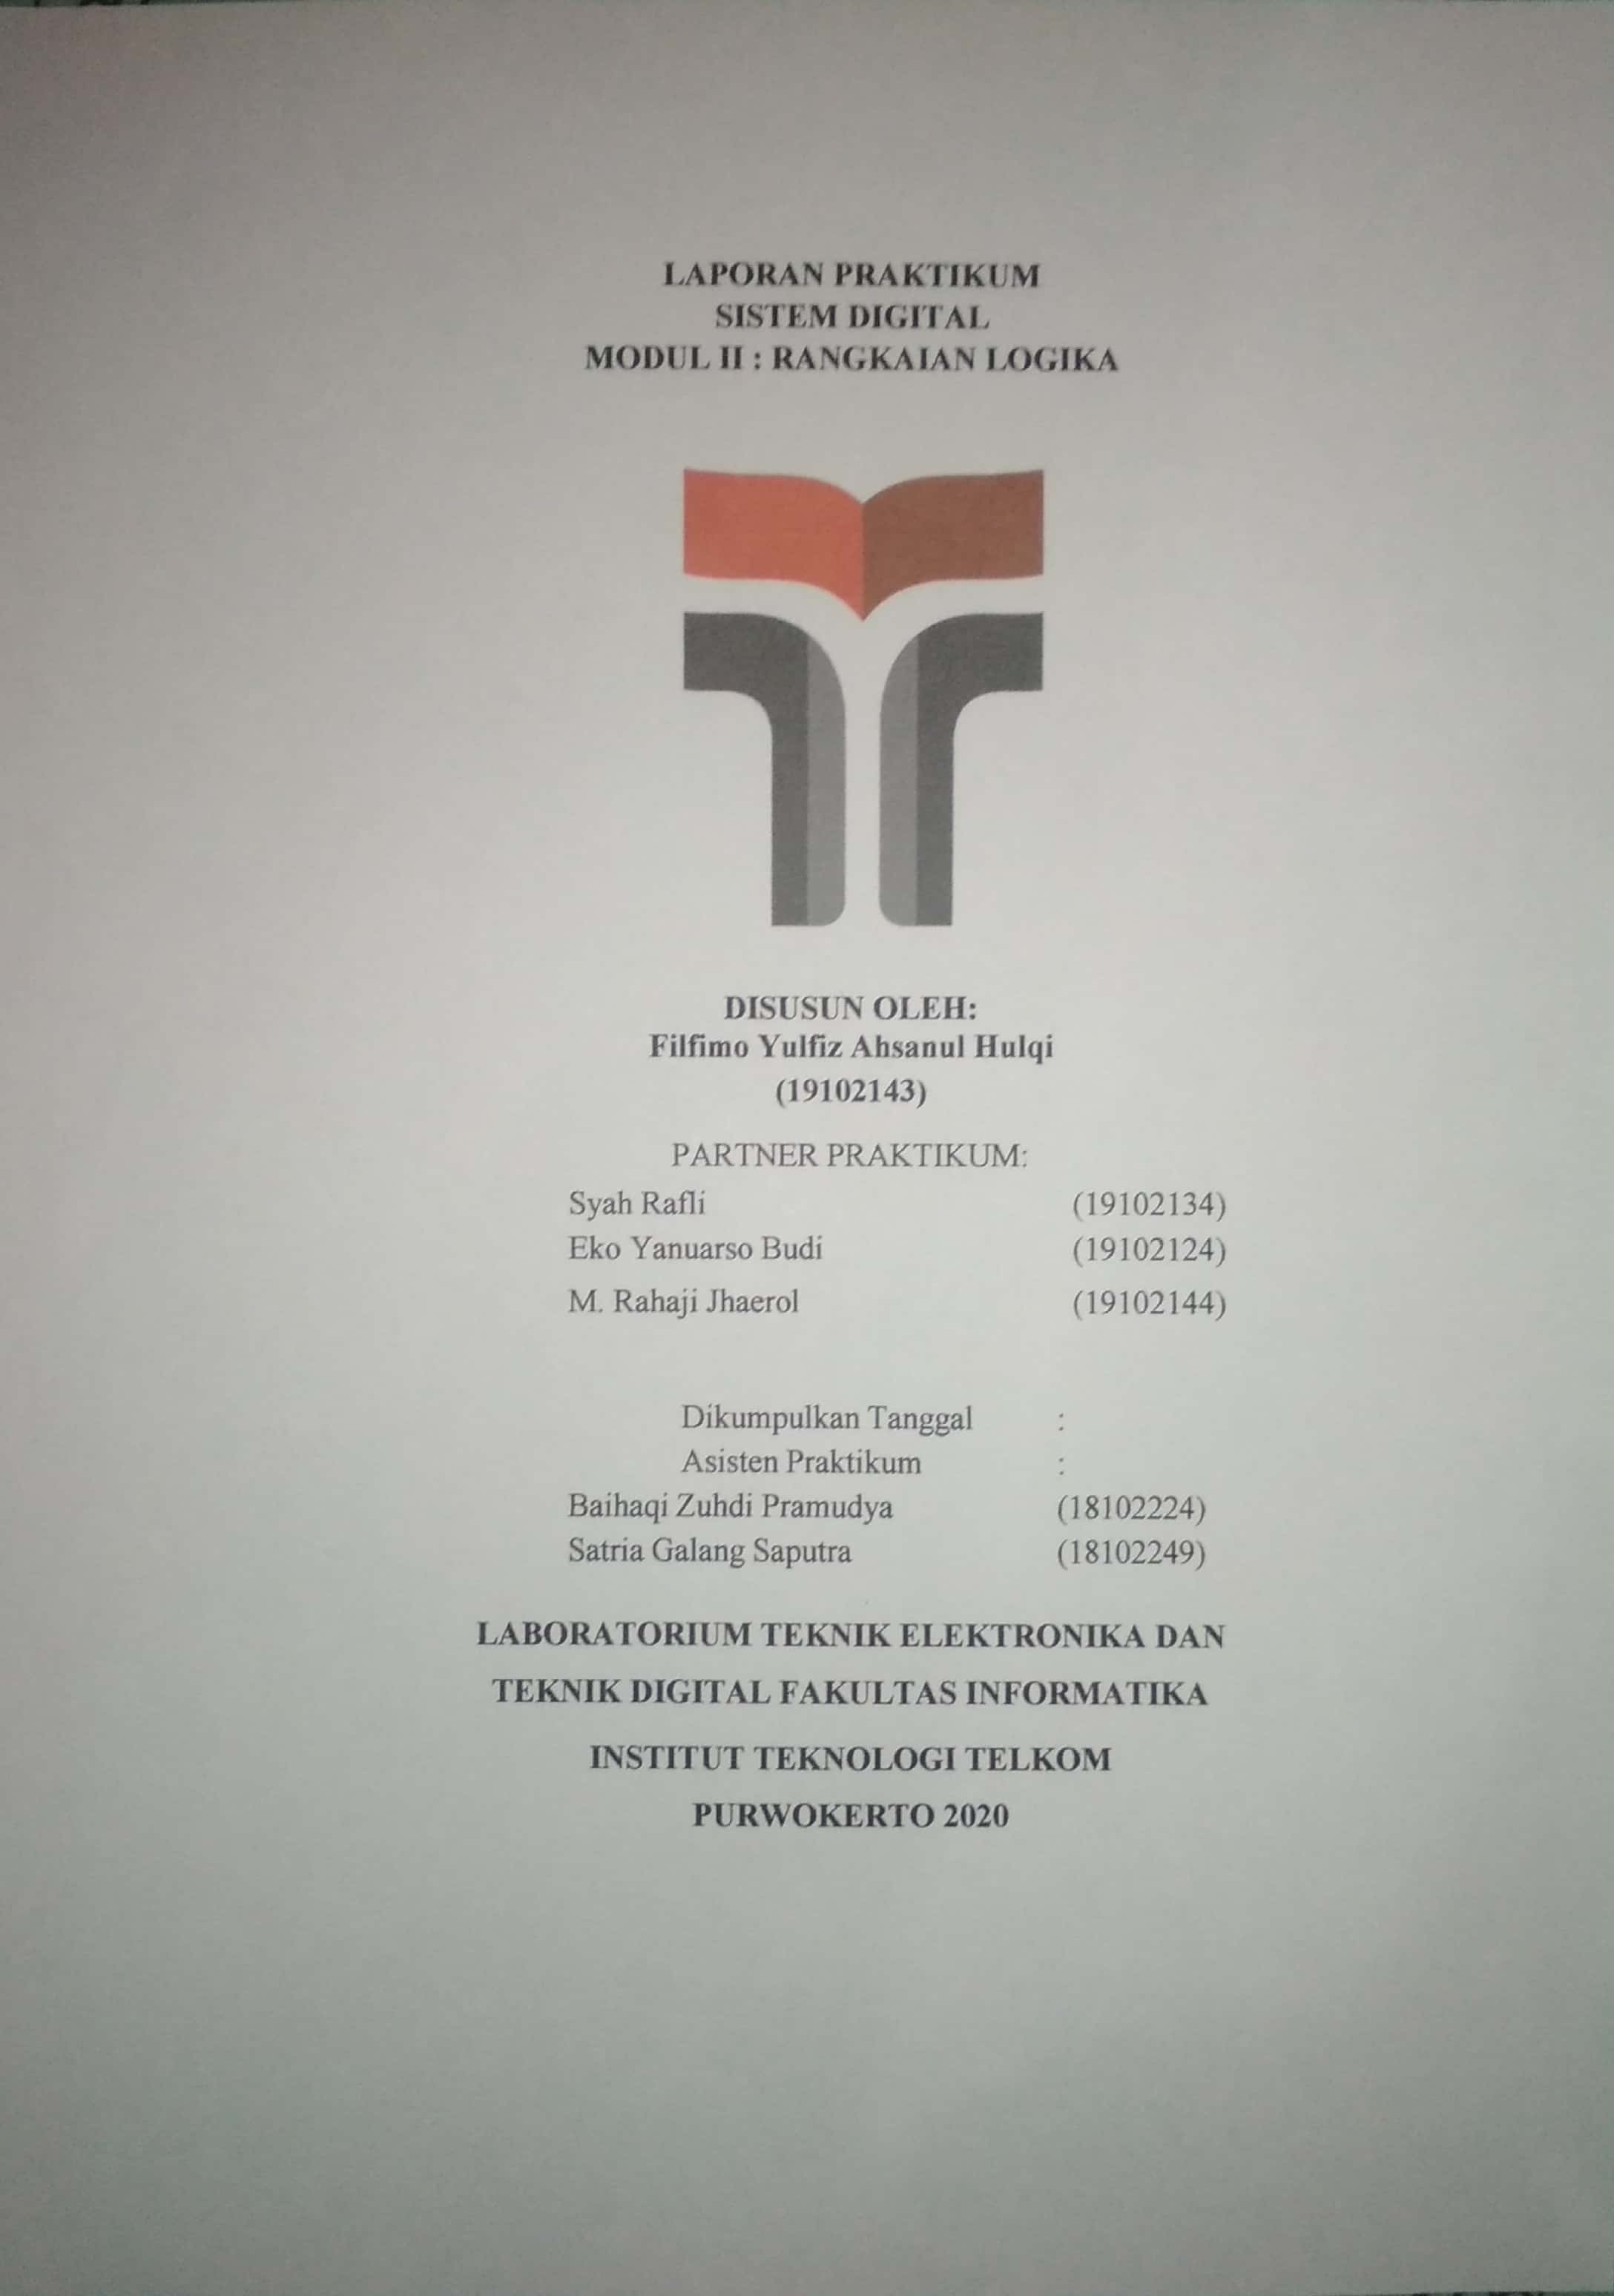 LAPORAN PRAKTIKUM
SISTEM DIGITAL
MODUL II : RANGKAIAN LOGIKA
DISUSUN OLEH:
Filfimo Yulfiz Ahsanul Hulqi
(19102143)
PARTNER PRAKTIKUM:
Syah Rafli (19102134)
Eko Yanuarso Budi (19102124)
M. Rahaji Jhaerol (19102144)
Dikumpulkan Tanggal :
Asisten Praktikum :
Baihaqi Zuhdi Pramudya (18102224)
Satria Galang Saputra (18102249)
LABORATORIUM TEKNIK ELEKTRONIKA DAN
TEKNIK DIGITAL FAKULTAS INFORMATIKA
INSTITUT TEKNOLOGI TELKOM
PURWOKERTO 2020